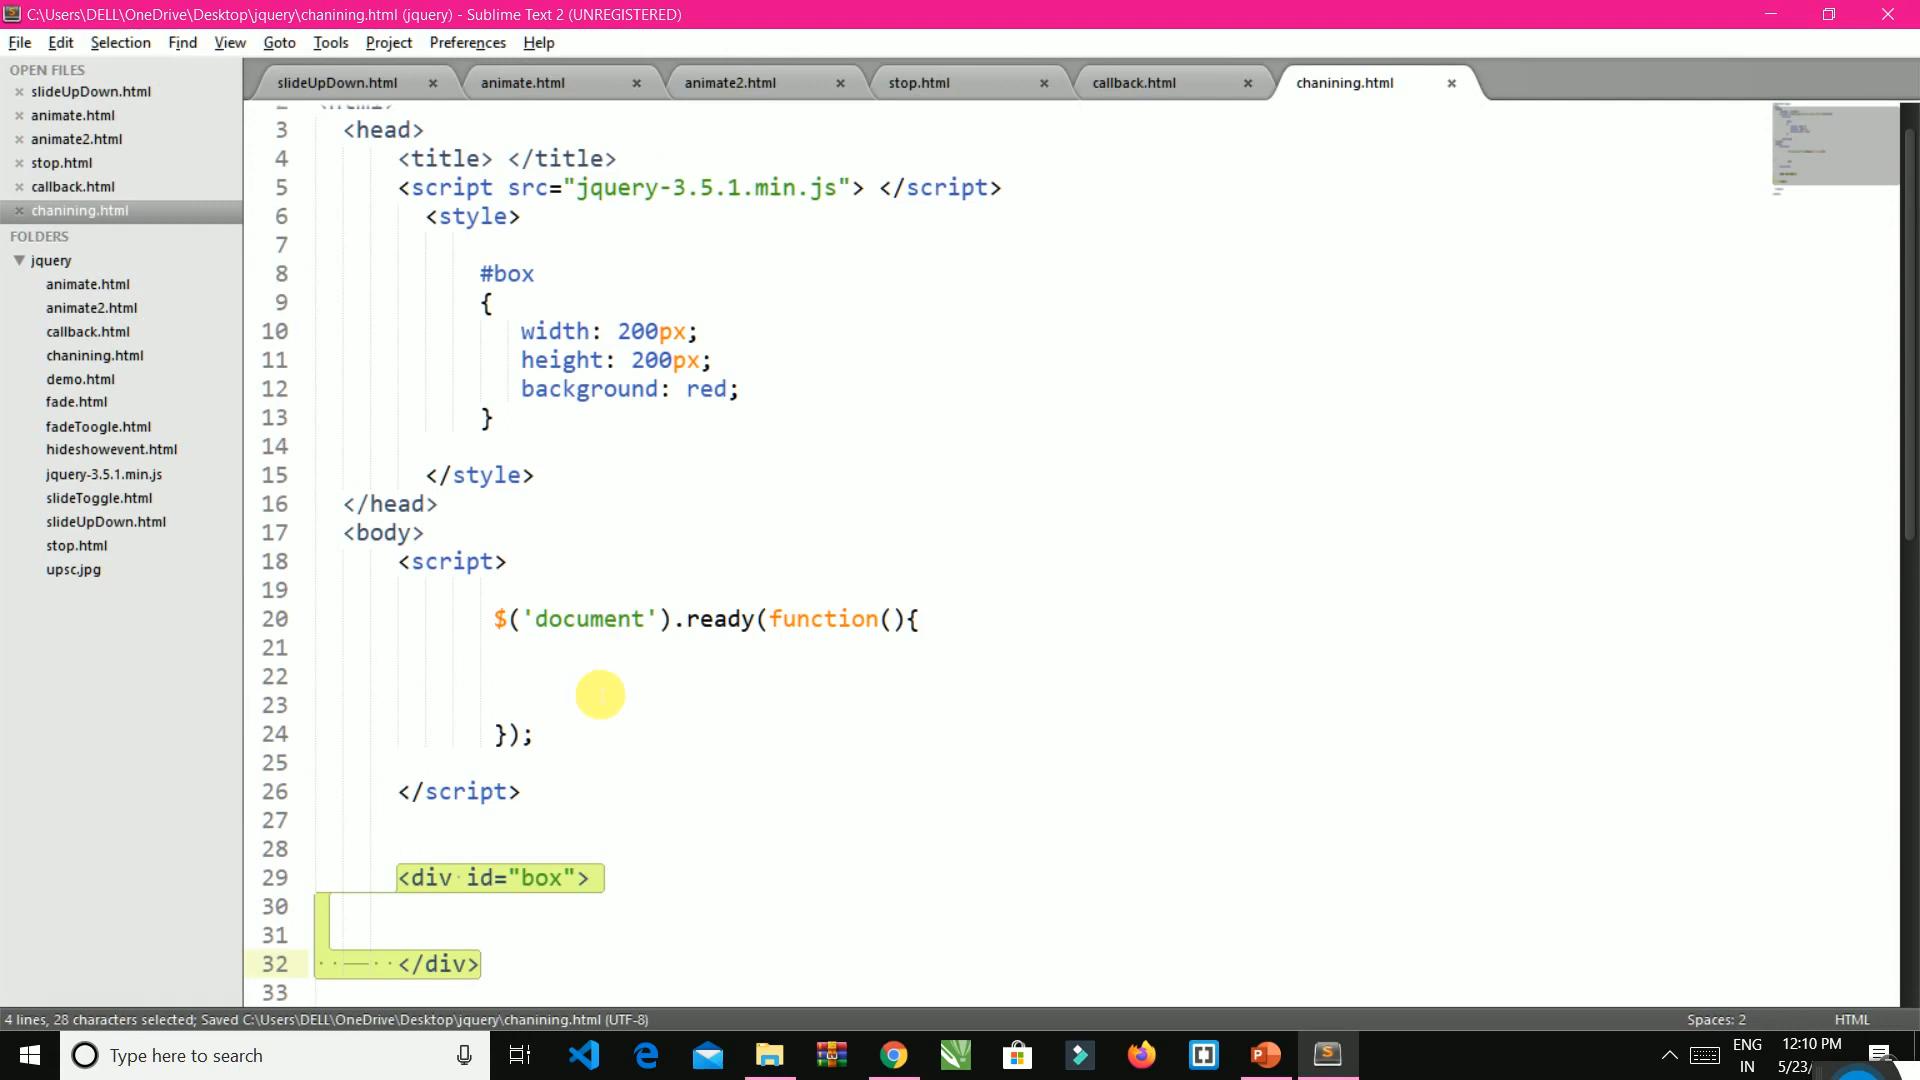 C:\Users\DELL\OneDrive\Desktop\jquery\chanining.html (jquery) - Sublime Text 2 (UNREGISTERED)
File Edit Selection Find View Goto Tools Project Preferences Help
OPEN FILES
slideUpDown.html
animate.html
animate2.html
stop.html
callback.html
chanining.html
FOLDERS
jquery
animate.html
animate2.html
callback.html
chanining.html
demo.html
fade.html
fadeToogle.html
hideshowevent.html
jquery-3.5.1.min.js
slideToggle.html
slideUpDown.html
stop.html
upsc.jpg
slideUpDown.html animate.html animate2.html stop.html callback.html chanining.html
2 <html>
3 <head>
4 <title> </title>
5 <script src="jquery-3.5.1.min.js"> </script>
6 <style>
7
8 #box
9 {
10 width: 200px;
11 height: 200px;
12 background: red;
13 }
14
15 </style>
16 </head>
17 <body>
18 <script>
19
20 $('document').ready(function(){
21
22
23
24 });
25
26 </script>
27
28
29 <div id="box">
30
31
32 </div>
33
4 lines, 28 characters selected; Saved C:\Users\DELL\OneDrive\Desktop\jquery\chanining.html (UTF-8) Spaces: 2 HTML
Type here to search
ENG
IN
12:10 PM
5/23/